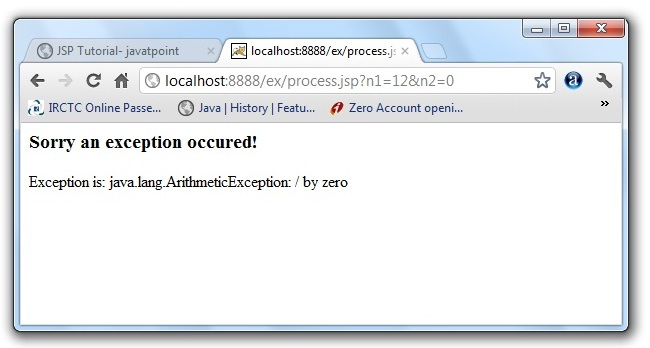 JSP Tutorial- javatpoint
localhost:8888/ex/process.js
localhost:8888/ex/process.jsp?n1=12&n2=0
IRCTC Online Passe...
Java | History | Featu...
Zero Account openi...
Sorry an exception occured!
Exception is: java.lang.ArithmeticException: / by zero